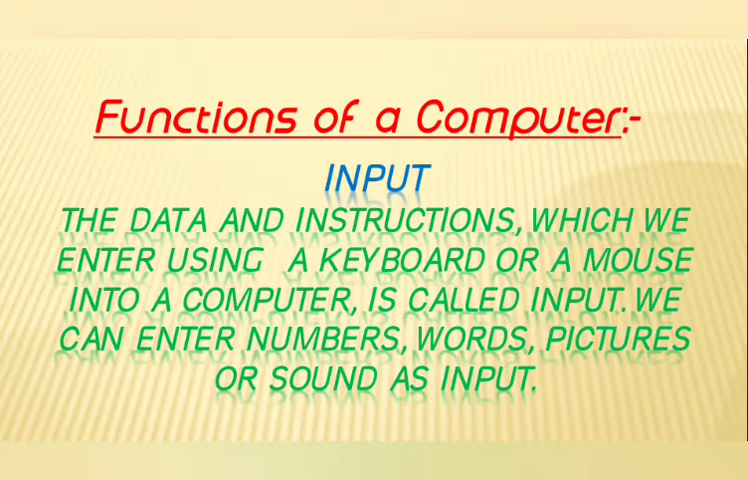 Functions of a Computer:-
INPUT
THE DATA AND INSTRUCTIONS, WHICH WE
ENTER USING A KEYBOARD OR A MOUSE
INTO A COMPUTER, IS CALLED INPUT. WE
CAN ENTER NUMBERS, WORDS, PICTURES
OR SOUND AS INPUT.